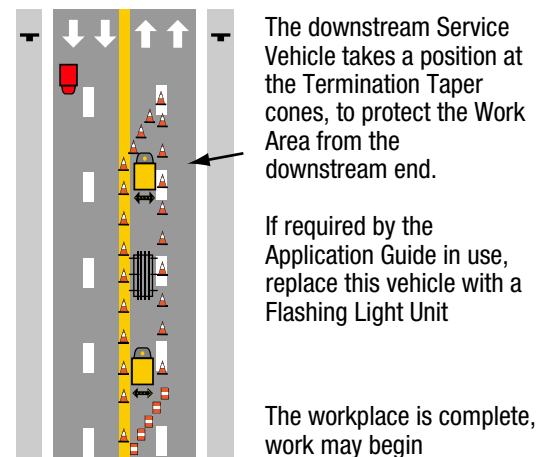 The downstream Service
Vehicle takes a position at
the Termination Taper
cones, to protect the Work
Area from the
downstream end.
If required by the
Application Guide in use,
replace this vehicle with a
Flashing Light Unit
The workplace is complete,
work may begin